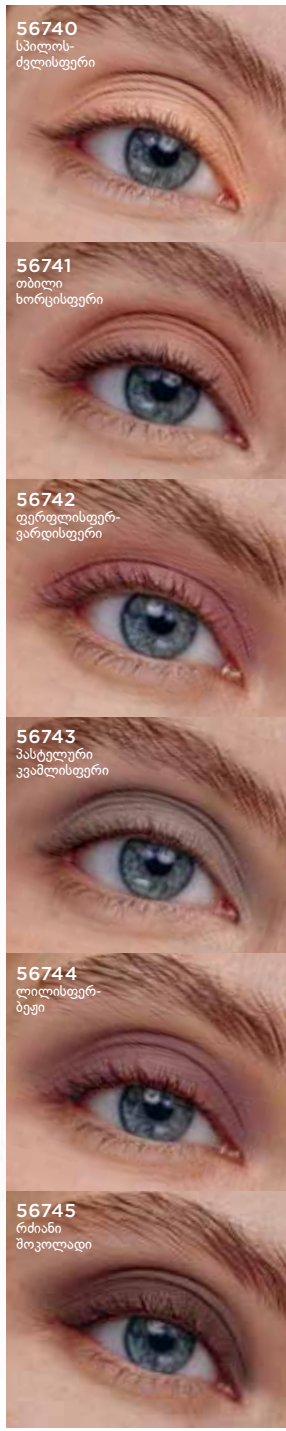 56740
სპილოს-
ძვლისფერი
56741
თბილი
ხორცისფერი
56742
ფერფლისფერ-
ვარდისფერი
56743
პასტელური
კვამლისფერი
56744
ლილისფერ-
ბეჟი
56745
რძიანი
შოკოლადი